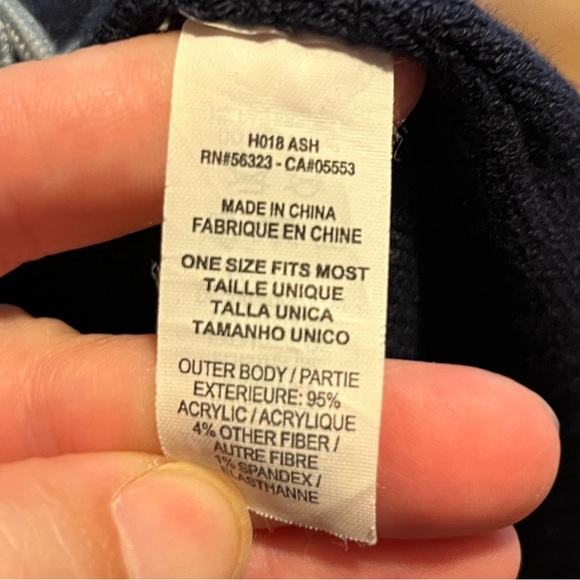 H018 ASH
RN#56323 - CA#05553
MADE IN CHINA
FABRIQUE EN CHINE
ONE SIZE FITS MOST
TAILLE UNIQUE
TALLA UNICA
TAMANHO UNICO
OUTER BODY / PARTIE
EXTERIEURE: 95%
ACRYLIC / ACRYLIQUE
4% OTHER FIBER /
AUTRE FIBRE
1% SPANDEX /
ELASTHANNE